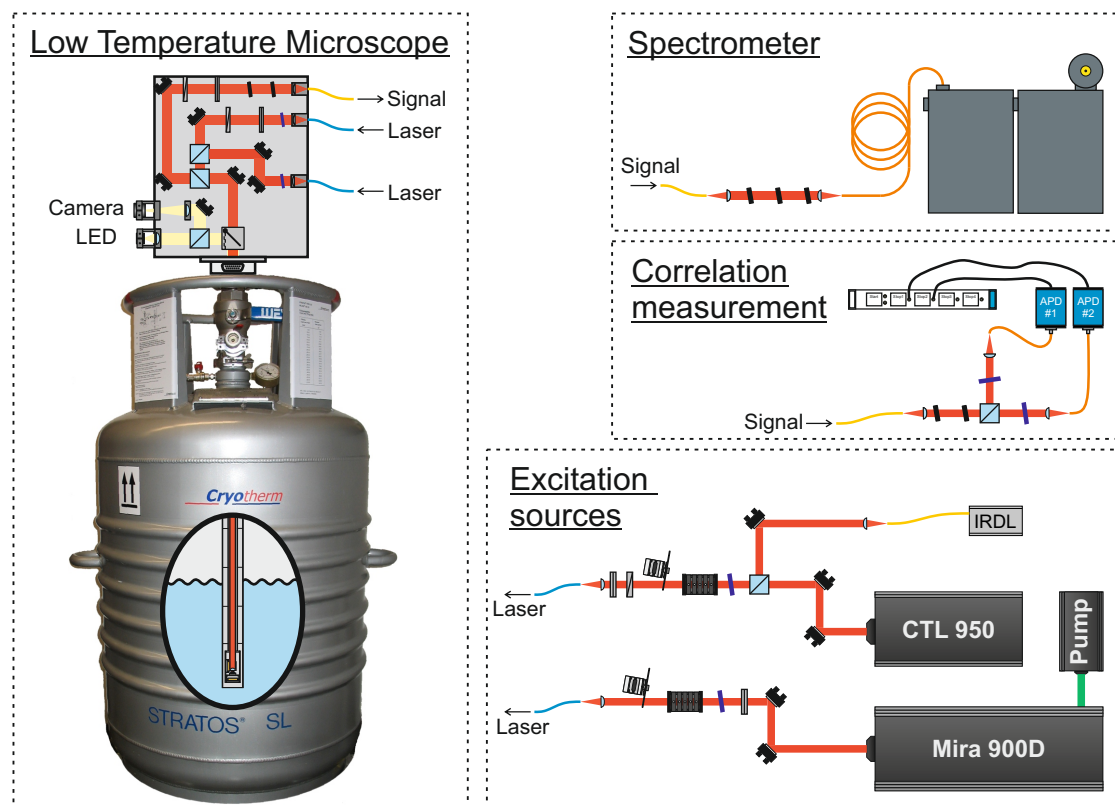 Low Temperature Microscope
Signal
Laser
Laser
Camera
LED
Cryotherm
STRATOS® SL
Spectrometer
Signal
Correlation
measurement
APD
#1
APD
#2
Signal
Excitation
sources
IRDL
Laser
CTL 950
Pump
Laser
Mira 900D